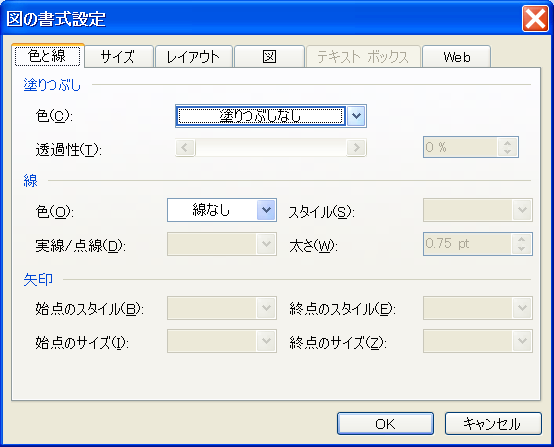 図の書式設定
色と線 サイズ レイアウト 図 テキスト ボックス Web
塗りつぶし
色(C): 塗りつぶしなし
透過性(T): 0 %
線
色(O): 線なし スタイル(S):
実線/点線(D): 太さ(W): 0.75 pt
矢印
始点のスタイル(B): 終点のスタイル(E):
始点のサイズ(I): 終点のサイズ(Z):
OK キャンセル